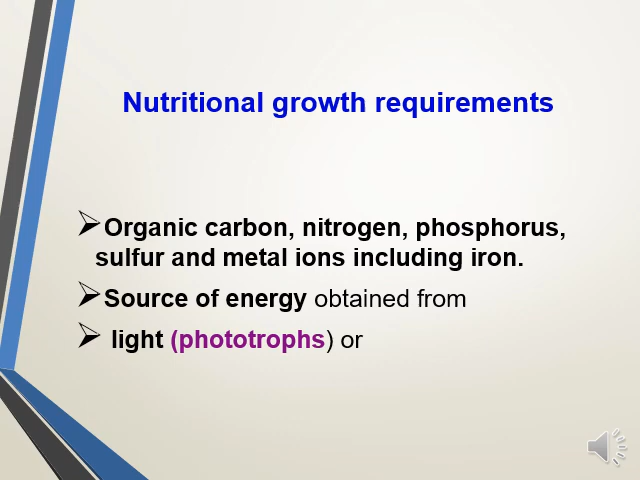 Nutritional growth requirements
➢Organic carbon, nitrogen, phosphorus,
sulfur and metal ions including iron.
➢Source of energy obtained from
➢ light (phototrophs) or